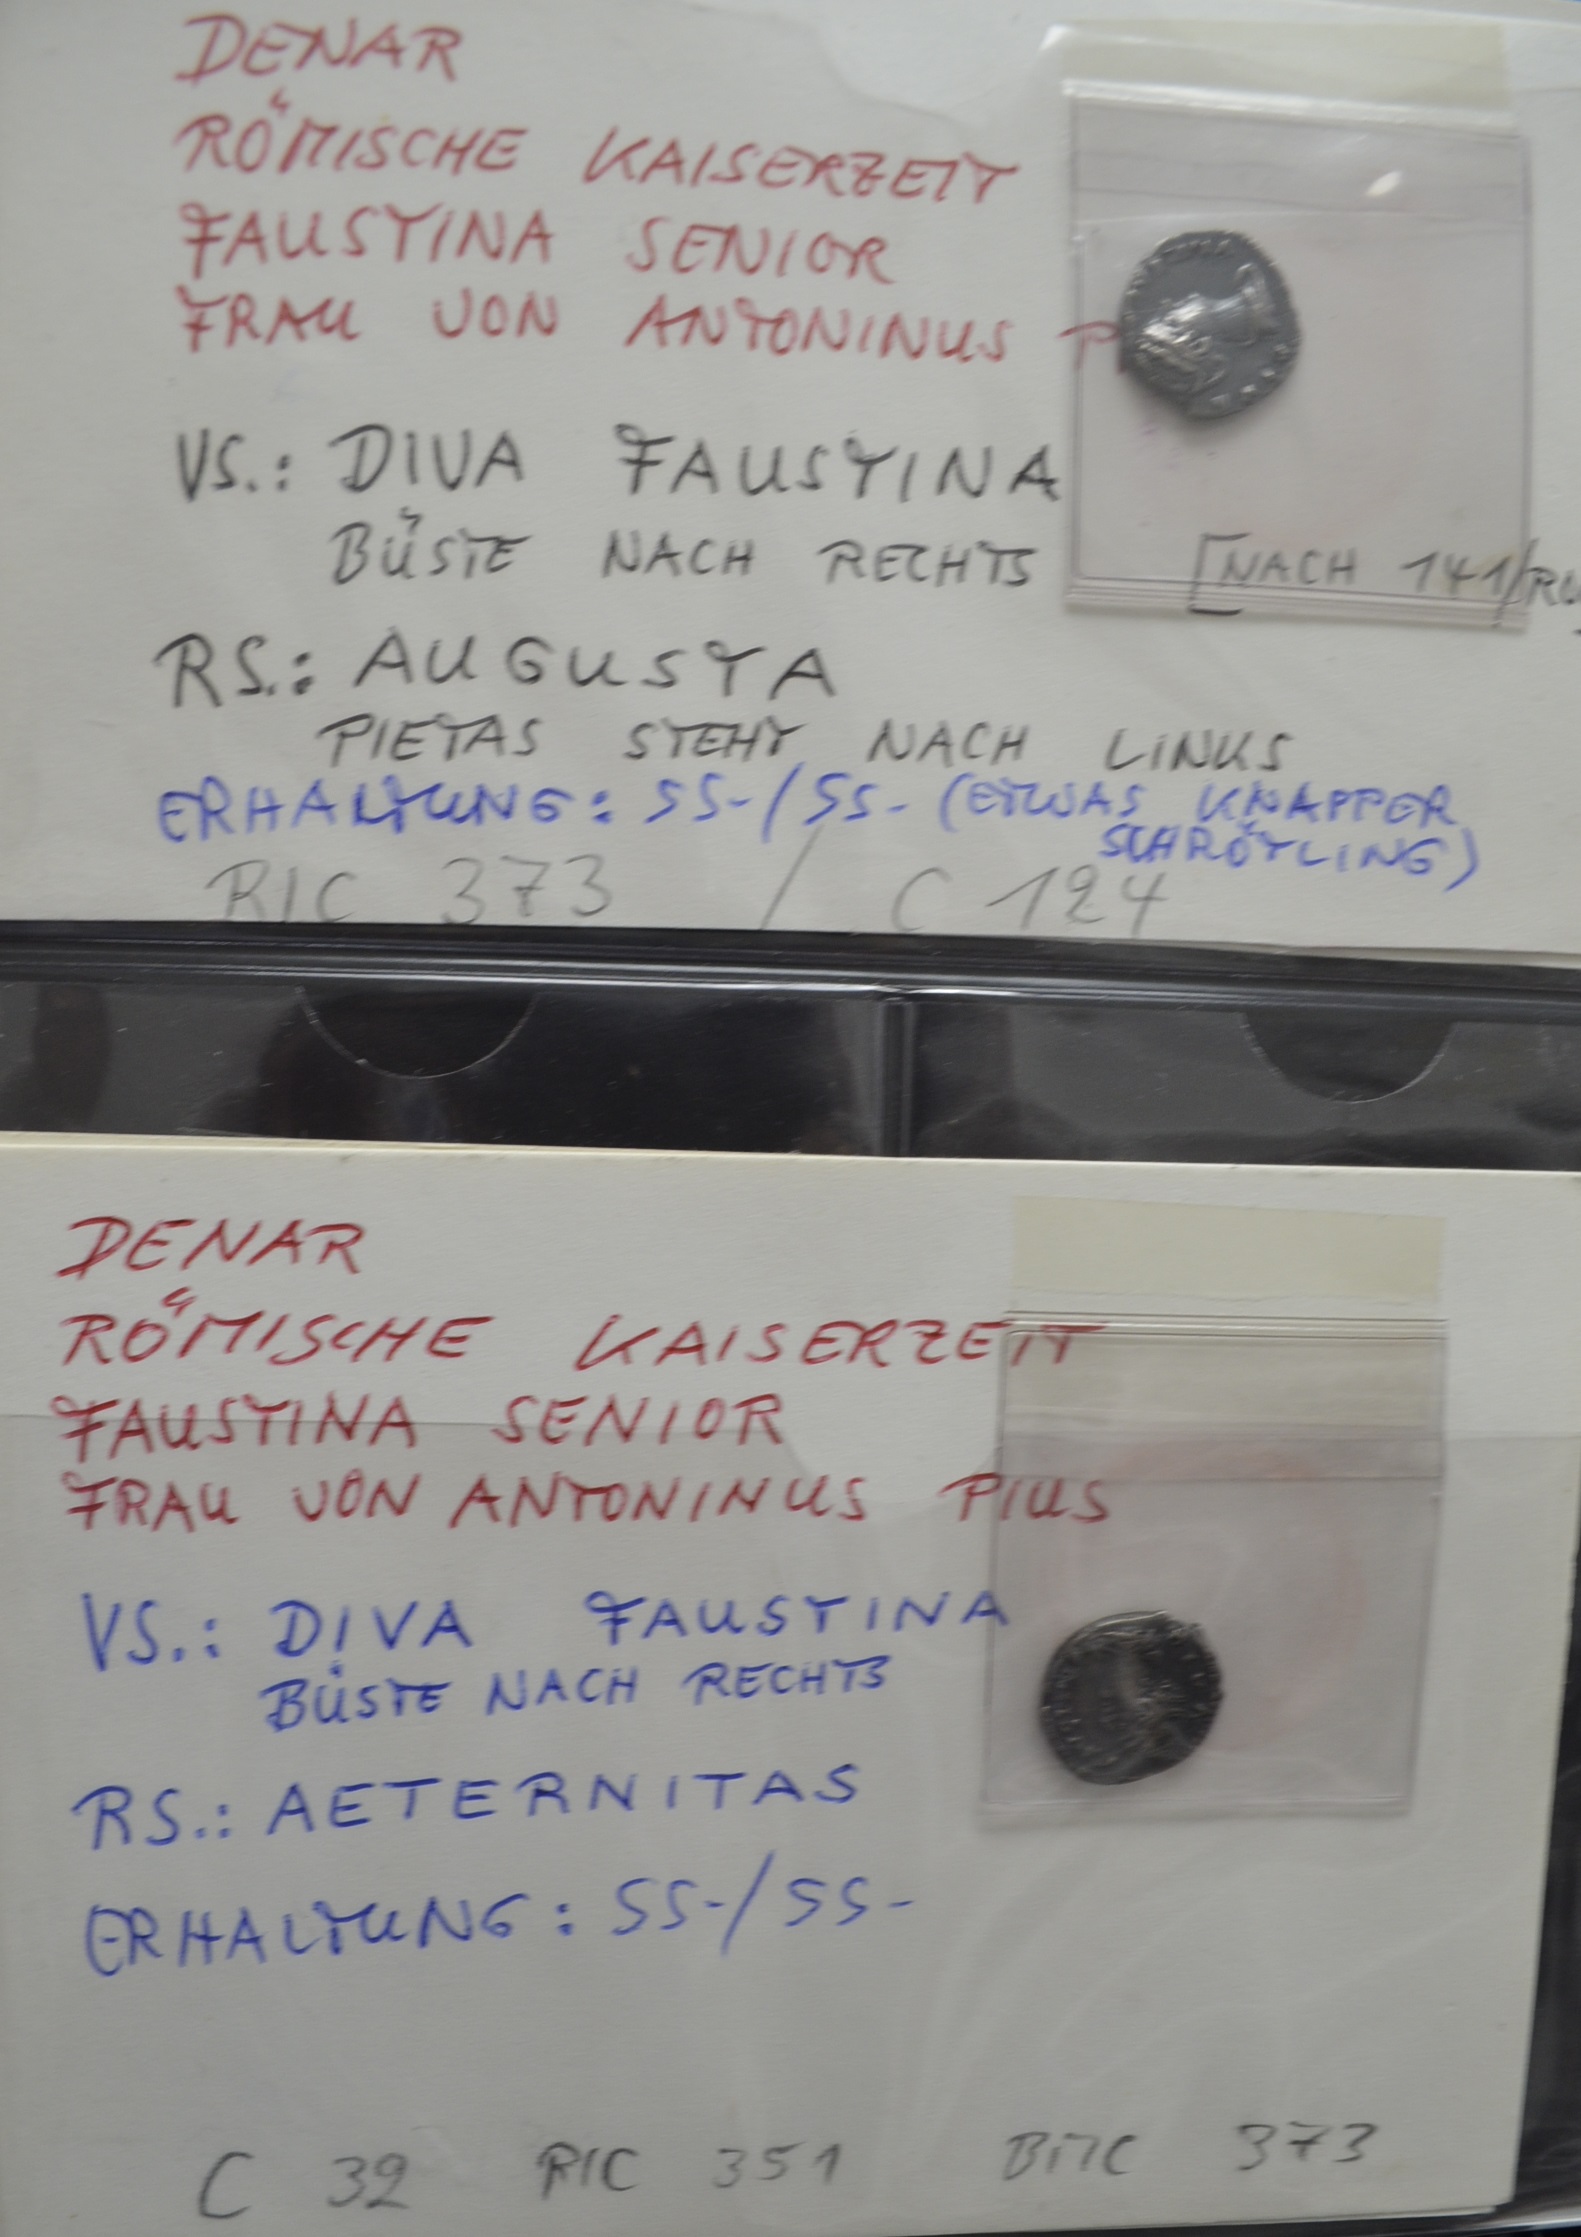 DENAR
RÖMISCHE KAISERZEIT
FAUSTINA SENIOR
FRAU VON ANTONINUS P
VS.: DIVA FAUSTINA
BÜSTE NACH RECHTS [NACH 141/RO
RS.: AUGUSTA
PIETAS STEHT NACH LINKS
ERHALTUNG: SS-/SS- (ETWAS KNAPPER
SCHRÖTLING)
RIC 373 / C 124
DENAR
RÖMISCHE KAISERZEIT
FAUSTINA SENIOR
FRAU VON ANTONINUS PIUS
VS.: DIVA FAUSTINA
BÜSTE NACH RECHTS
RS.: AETERNITAS
ERHALTUNG: SS-/SS-
C 32 RIC 351 BMC 373